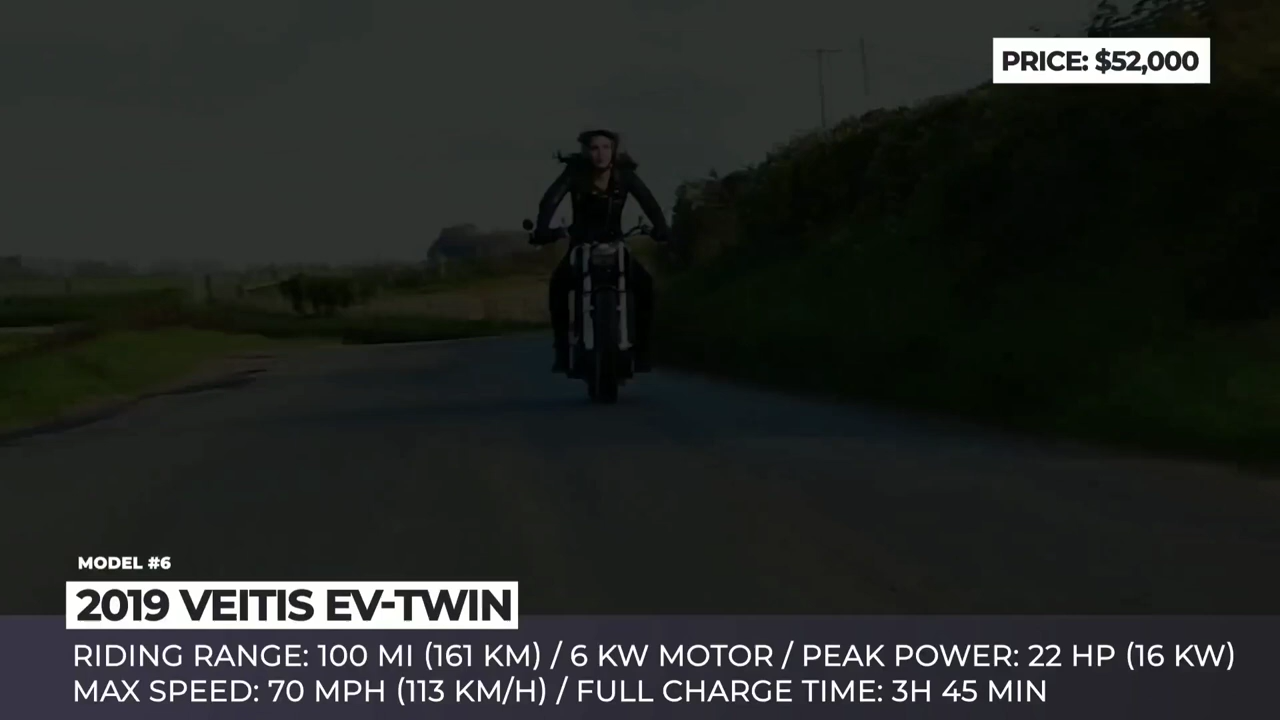 PRICE: $52,000
MODEL #6
2019 VEITIS EV-TWIN
RIDING RANGE: 100 MI (161 KM) / 6 KW MOTOR / PEAK POWER: 22 HP (16 KW)
MAX SPEED: 70 MPH (113 KM/H) / FULL CHARGE TIME: 3H 45 MIN